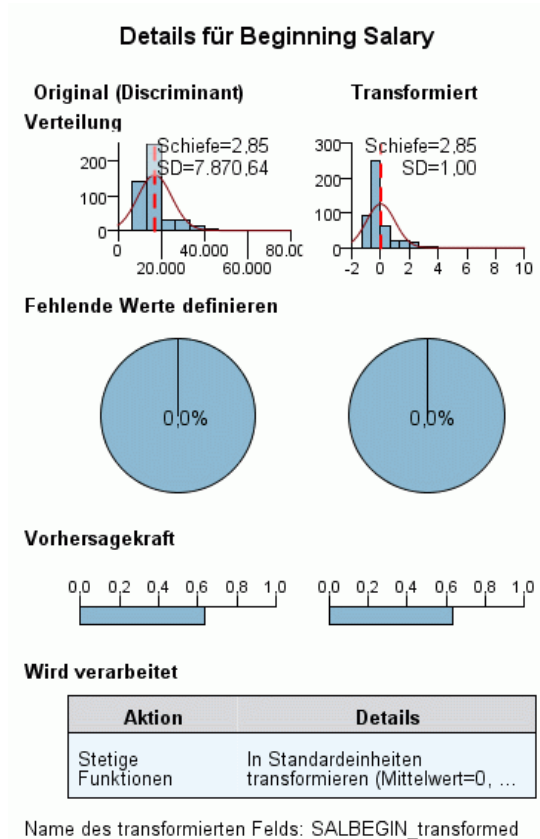 Details für Beginning Salary
Original (Discriminant)
Transformiert
Verteilung
Schiefe=2,85
SD=7.870,64
200
100
0
0
20.000
40.000
60.000
80.0
Schiefe=2,85
SD=1,00
300
200
100
0
-2 0 2 4 6 8 10
Fehlende Werte definieren
0,0%
0,0%
Vorhersagekraft
0,0 0,2 0,4 0,6 0,8 1,0
0,0 0,2 0,4 0,6 0,8 1,0
Wird verarbeitet
Aktion Details
Stetige In Standardeinheiten
Funktionen transformieren (Mittelwert=0, ...
Name des transformierten Felds: SALBEGIN_transformed